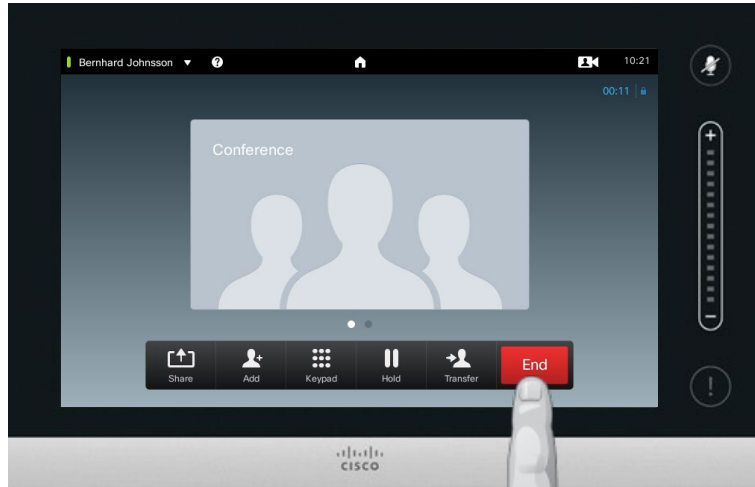 Bernhard Johnsson
?
10:21
00:11
Conference
+
−
Share
Add
Keypad
Hold
Transfer
End
!
CISCO